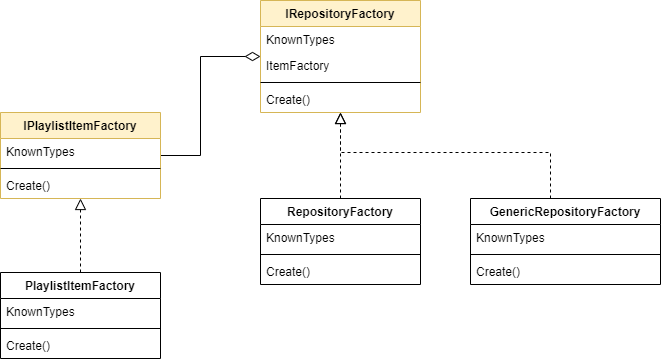 IRepositoryFactory
KnownTypes
ItemFactory
Create()
IPlaylistItemFactory
KnownTypes
Create()
RepositoryFactory
KnownTypes
Create()
GenericRepositoryFactory
KnownTypes
Create()
PlaylistItemFactory
KnownTypes
Create()